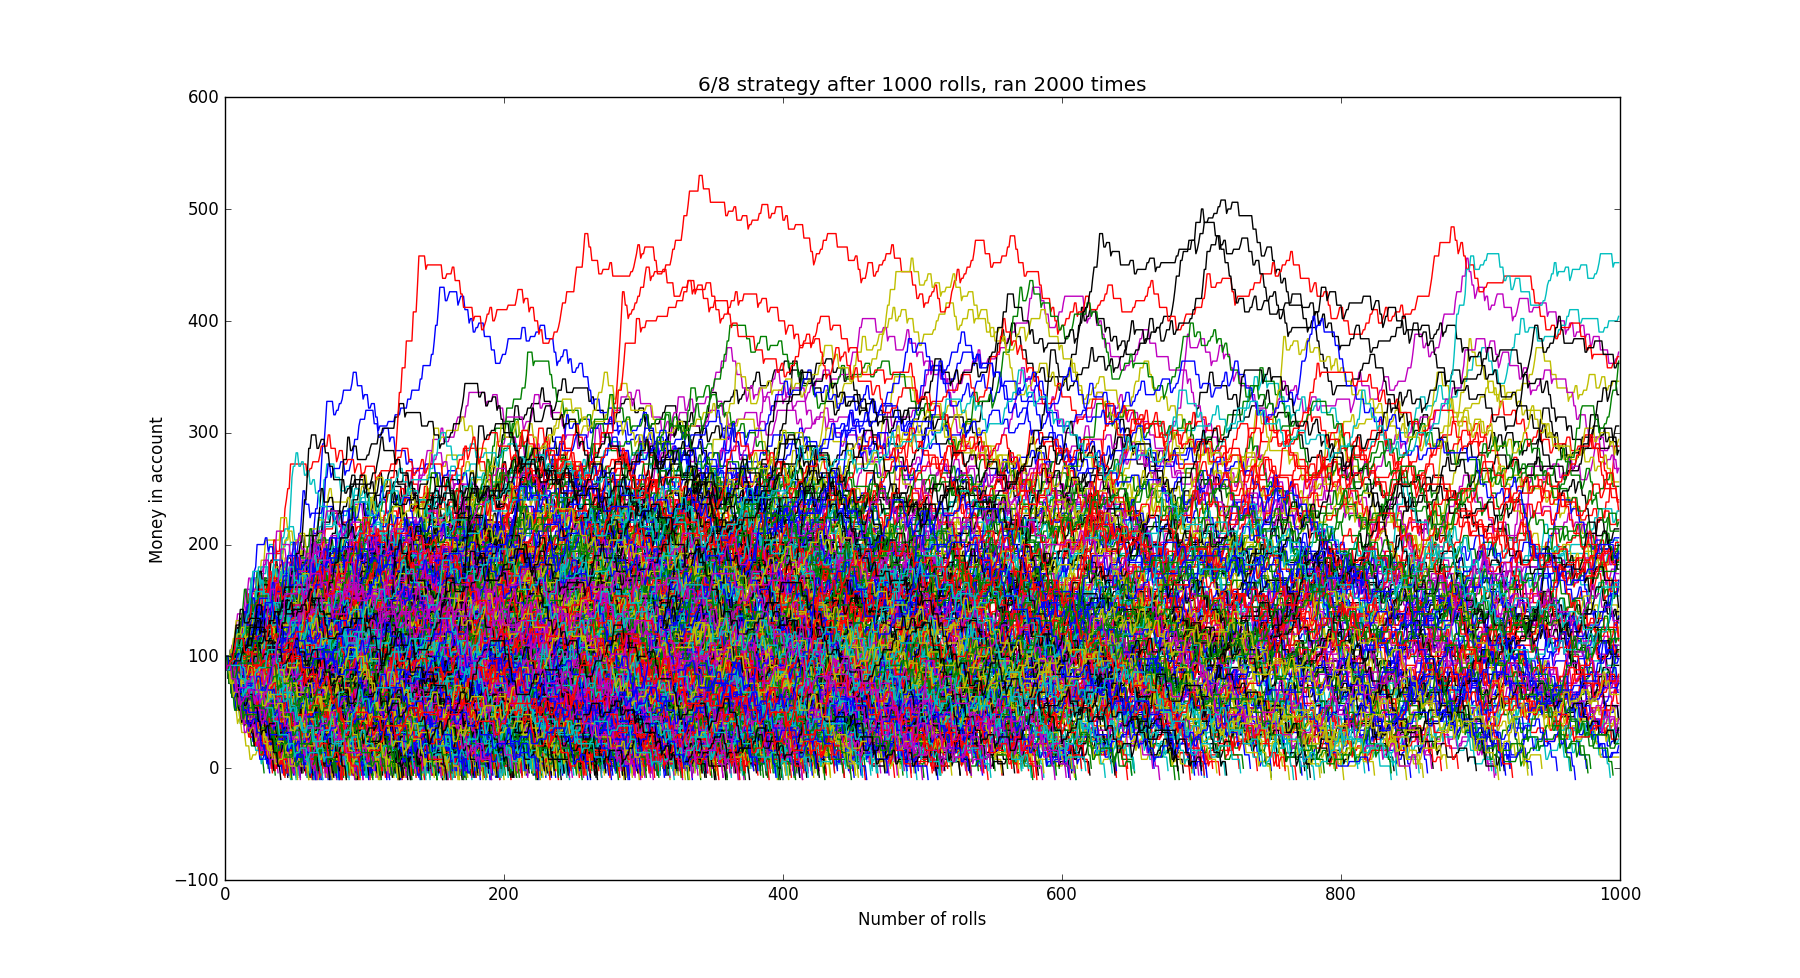 6/8 strategy after 1000 rolls, ran 2000 times
600
500
400
300
200
100
0
−100
Money in account
0 200 400 600 800 1000
Number of rolls